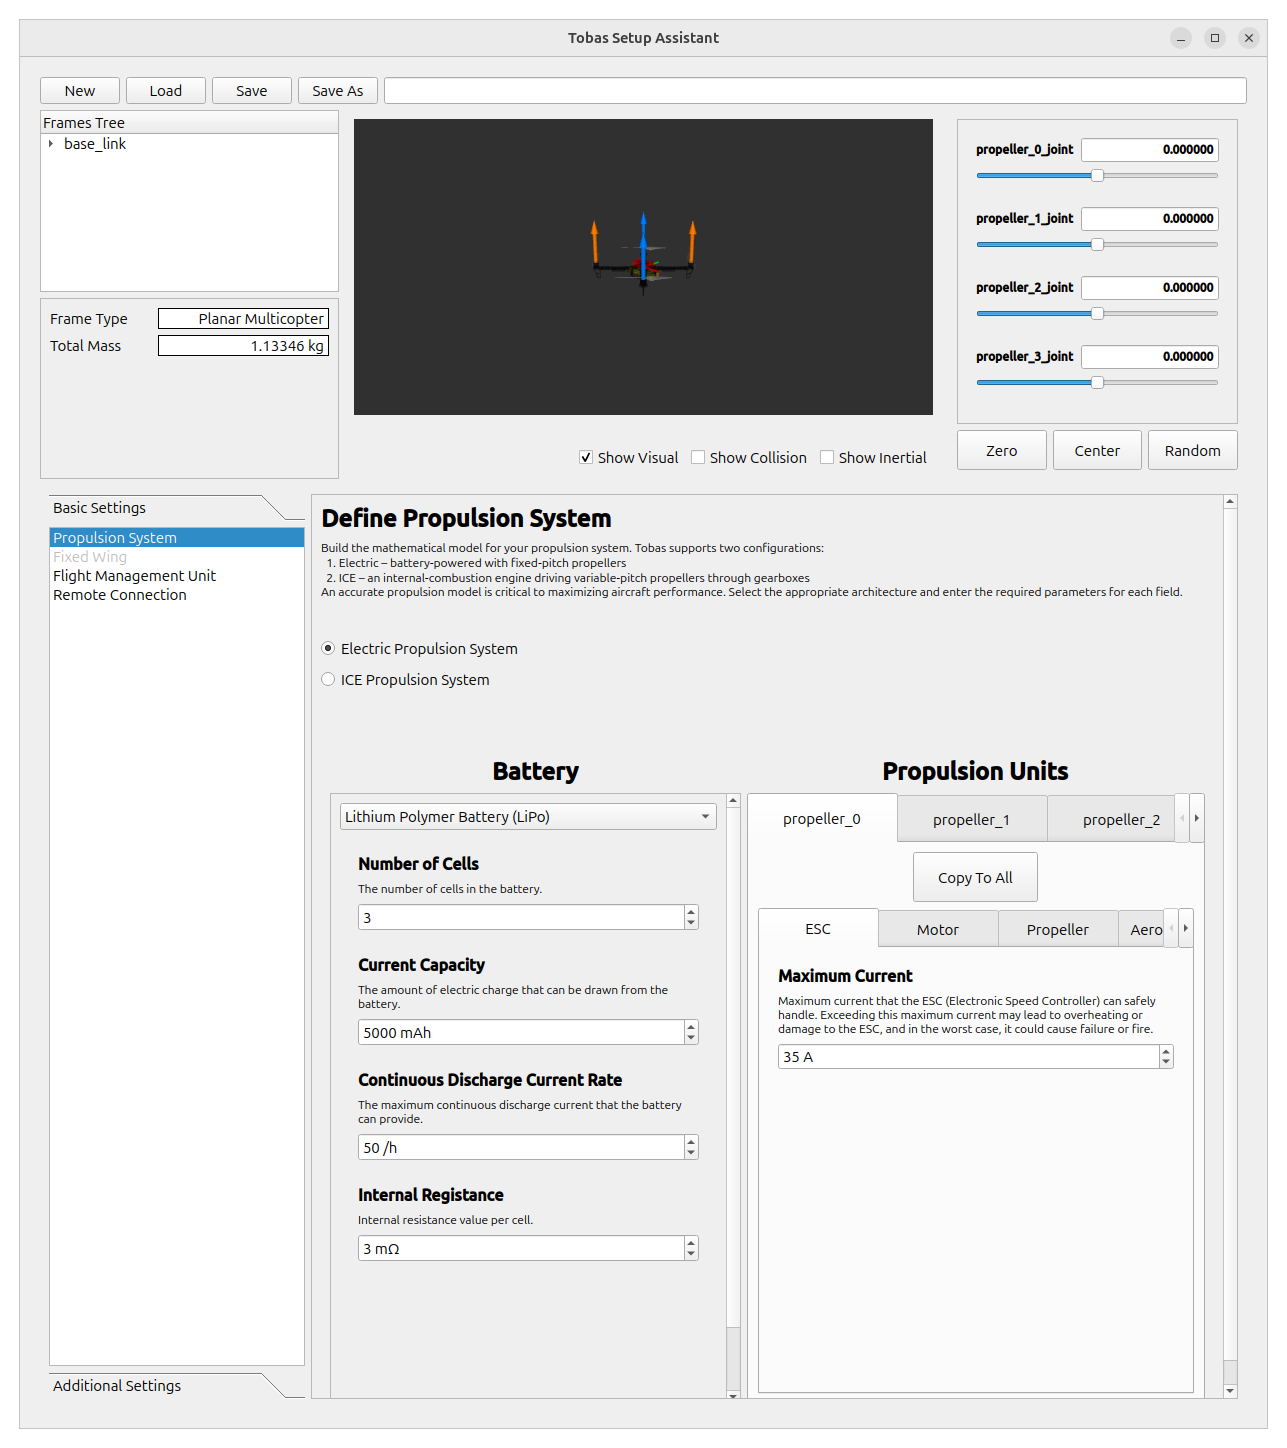 Tobas Setup Assistant
New
Load
Save
Save As
Frames Tree
base_link
Frame Type
Planar Multicopter
Total Mass
1.13346 kg
propeller_0_joint
0.000000
propeller_1_joint
0.000000
propeller_2_joint
0.000000
propeller_3_joint
0.000000
Show Visual
Show Collision
Show Inertial
Zero
Center
Random
Basic Settings
Propulsion System
Fixed Wing
Flight Management Unit
Remote Connection
Additional Settings
Define Propulsion System
Build the mathematical model for your propulsion system. Tobas supports two configurations:
1. Electric – battery-powered with fixed-pitch propellers
2. ICE – an internal-combustion engine driving variable-pitch propellers through gearboxes
An accurate propulsion model is critical to maximizing aircraft performance. Select the appropriate architecture and enter the required parameters for each field.
Electric Propulsion System
ICE Propulsion System
Battery
Lithium Polymer Battery (LiPo)
Number of Cells
The number of cells in the battery.
3
Current Capacity
The amount of electric charge that can be drawn from the
battery.
5000 mAh
Continuous Discharge Current Rate
The maximum continuous discharge current that the battery
can provide.
50 /h
Internal Registance
Internal resistance value per cell.
3 mΩ
Propulsion Units
propeller_0
propeller_1
propeller_2
Copy To All
ESC
Motor
Propeller
Aero
Maximum Current
Maximum current that the ESC (Electronic Speed Controller) can safely
handle. Exceeding this maximum current may lead to overheating or
damage to the ESC, and in the worst case, it could cause failure or fire.
35 A